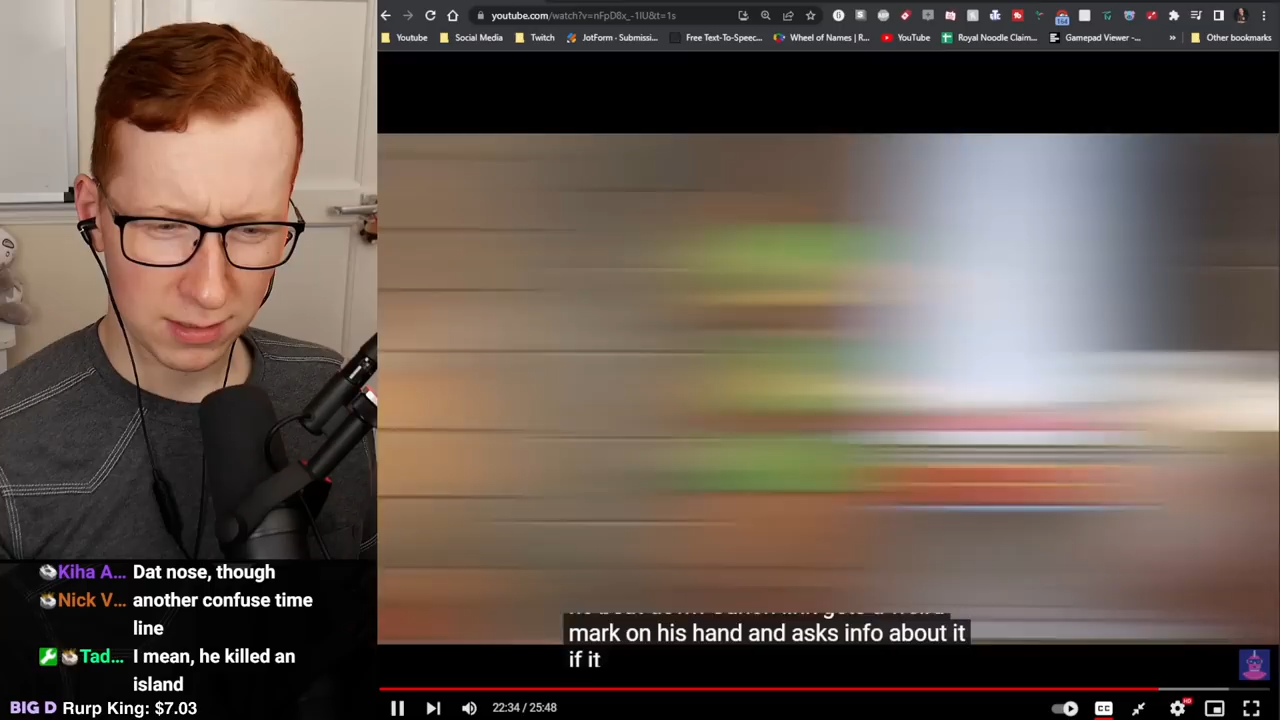 youtube.com/watch?v=nFpD8x_-1IU&t=1s
164
Youtube
Social Media
Twitch
JotForm - Submissi...
Free Text-To-Speec...
Wheel of Names | R...
YouTube
Royal Noodle Claim...
Gamepad Viewer -...
»
Other bookmarks
mark on his hand and asks info about it
if it
Kiha A... Dat nose, though
Nick V... another confuse time
line
Tad... I mean, he killed an
island
BIG D Rurp King: $7.03
22:34 / 25:48
CC
HD